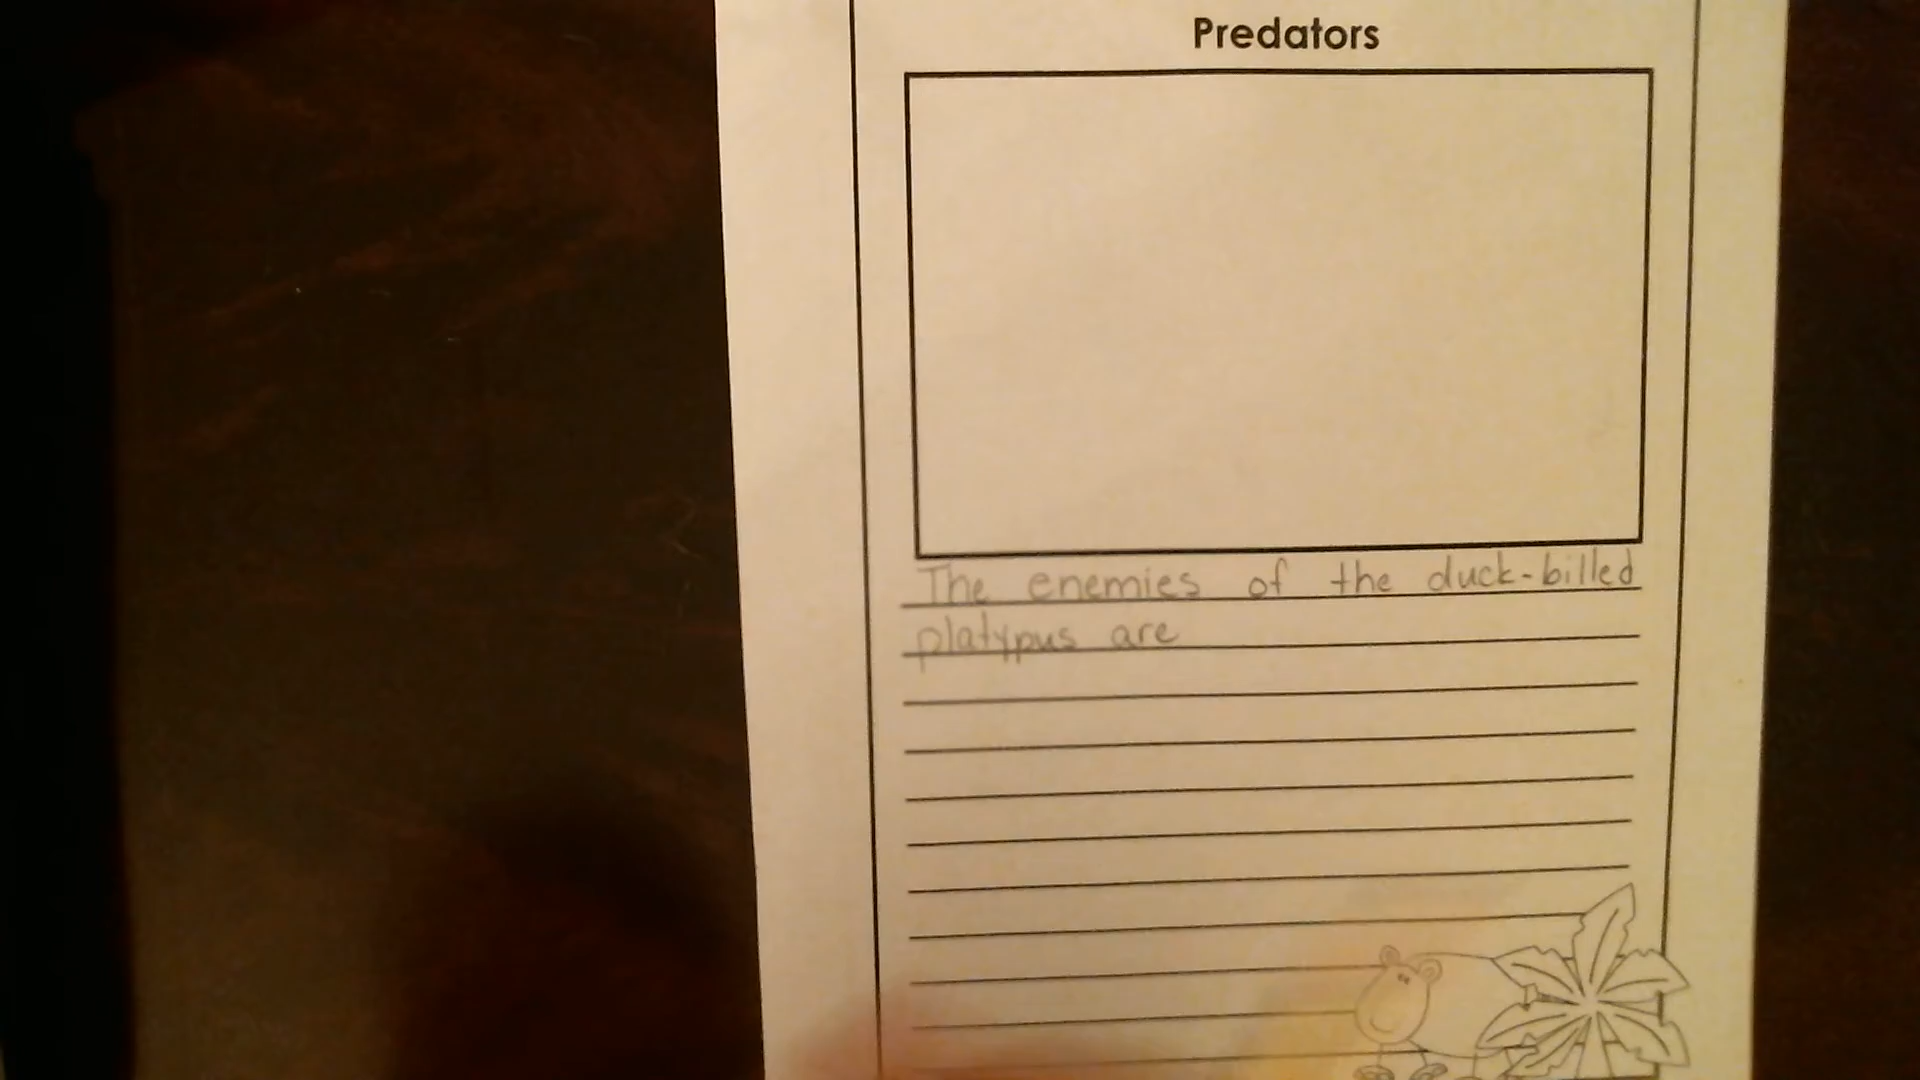 Predators
The enemies of the duck-billed
platypus are